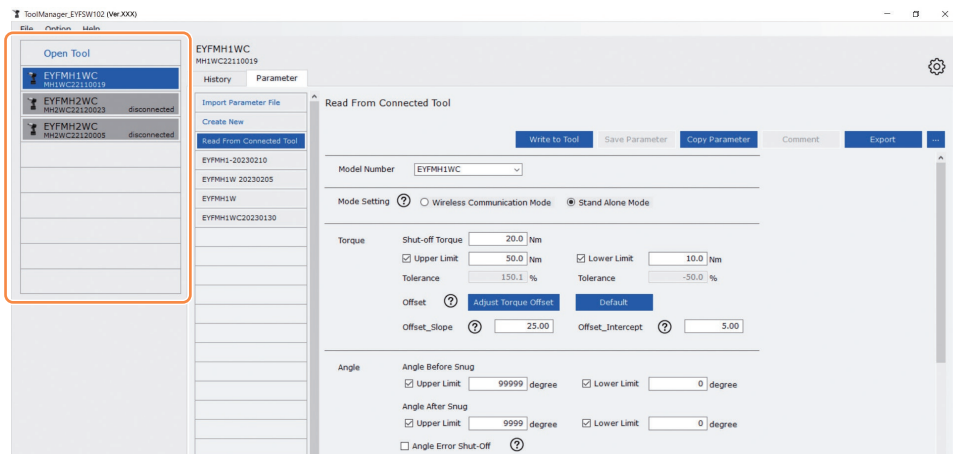 ToolManager_EYFSW102 (Ver.XXX)
File Option Help
Open Tool
EYFMH1WC
MH1WC22110019
EYFMH2WC
MH2WC22120023 disconnected
EYFMH2WC
MH2WC22120005 disconnected
EYFMH1WC
MH1WC22110019
History Parameter
Import Parameter File
Create New
Read From Connected Tool
EYFMH1-20230210
EYFMH1W 20230205
EYFMH1W
EYFMH1WC20230130
Read From Connected Tool
Write to Tool Save Parameter Copy Parameter Comment Export ...
Model Number EYFMH1WC
Mode Setting ? Wireless Communication Mode Stand Alone Mode
Torque Shut-off Torque 20.0 Nm
Upper Limit 50.0 Nm Lower Limit 10.0 Nm
Tolerance 150.1 % Tolerance -50.0 %
Offset ? Adjust Torque Offset Default
Offset_Slope ? 25.00 Offset_Intercept ? 5.00
Angle Angle Before Snug
Upper Limit 99999 degree Lower Limit 0 degree
Angle After Snug
Upper Limit 9999 degree Lower Limit 0 degree
Angle Error Shut-Off ?